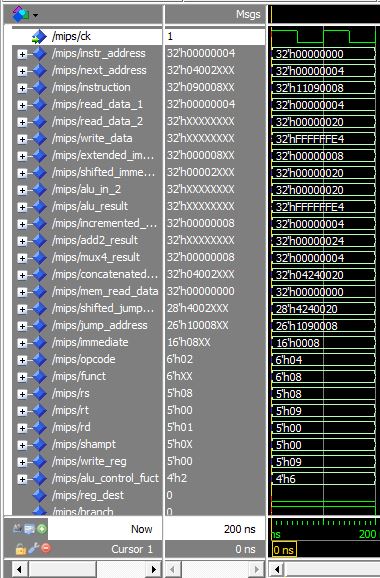 Msgs
/mips/ck 1
/mips/instr_address 32'h00000004 32'h00000000
/mips/next_address 32'h04002XXX 32'h00000004
/mips/instruction 32'h090008XX 32'h11090008
/mips/read_data_1 32'h00000004 32'h00000004
/mips/read_data_2 32'hXXXXXXXX 32'h00000020
/mips/write_data 32'hXXXXXXXX 32'hFFFFFFE4
/mips/extended_im... 32'h000008XX 32'h00000008
/mips/shifted_imme... 32'h00002XXX 32'h00000020
/mips/alu_in_2 32'hXXXXXXXX 32'h00000020
/mips/alu_result 32'hXXXXXXXX 32'hFFFFFFE4
/mips/incremented_... 32'h00000008 32'h00000004
/mips/add2_result 32'hXXXXXXXX 32'h00000024
/mips/mux4_result 32'h00000008 32'h00000004
/mips/concatenated... 32'h04002XXX 32'h04240020
/mips/mem_read_data 32'h00000000 32'h00000000
/mips/shifted_jump... 28'h4002XXX 28'h4240020
/mips/jump_address 26'h10008XX 26'h1090008
/mips/immediate 16'h08XX 16'h0008
/mips/opcode 6'h02 6'h04
/mips/funct 6'hXX 6'h08
/mips/rs 5'h08 5'h08
/mips/rt 5'h00 5'h09
/mips/rd 5'h01 5'h00
/mips/shampt 5'h0X 5'h00
/mips/write_reg 5'h00 5'h09
/mips/alu_control_fuct 4'h2 4'h6
/mips/reg_dest 0
/mips/branch 0
Now 200 ns 200
Cursor 1 0 ns 0 ns